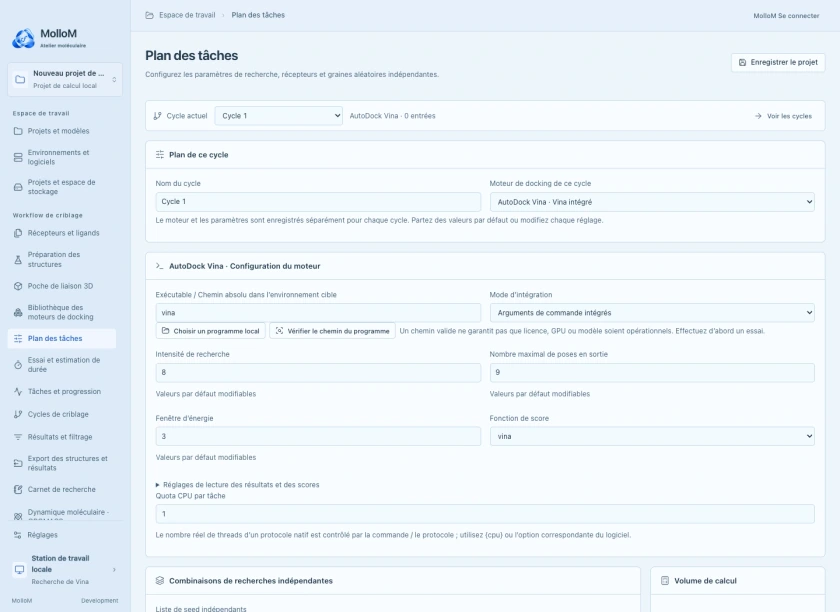 MolloM
Atelier moléculaire
Nouveau projet de ...
Projet de calcul local
Espace de travail
Projets et modèles
Environnements et
logiciels
Projets et espace de
stockage
Workflow de criblage
Récepteurs et ligands
Préparation des
structures
Poche de liaison 3D
Bibliothèque des
moteurs de docking
Plan des tâches
Essai et estimation de
durée
Tâches et progression
Cycles de criblage
Résultats et filtrage
Export des structures et
résultats
Carnet de recherche
Dynamique moléculaire ·
Réglages
Station de travail
locale
Recherche de Vina
MolloM Development
Espace de travail › Plan des tâches
MolloM Se connecter
Plan des tâches
Configurez les paramètres de recherche, récepteurs et graines aléatoires indépendantes.
Enregistrer le projet
Cycle actuel Cycle 1 AutoDock Vina · 0 entrées
Voir les cycles
Plan de ce cycle
Nom du cycle Moteur de docking de ce cycle
Cycle 1 AutoDock Vina · Vina intégré
Le moteur et les paramètres sont enregistrés séparément pour chaque cycle. Partez des valeurs par défaut ou modifiez chaque réglage.
AutoDock Vina · Configuration du moteur
Exécutable / Chemin absolu dans l'environnement cible Mode d'intégration
vina Arguments de commande intégrés
Choisir un programme local Vérifier le chemin du programme Un chemin valide ne garantit pas que licence, GPU ou modèle soient opérationnels. Effectuez d'abord un essai.
Intensité de recherche Nombre maximal de poses en sortie
8 9
Valeurs par défaut modifiables Valeurs par défaut modifiables
Fenêtre d'énergie Fonction de score
3 vina
Valeurs par défaut modifiables
Réglages de lecture des résultats et des scores
Quota CPU par tâche
1
Le nombre réel de threads d'un protocole natif est contrôlé par la commande / le protocole ; utilisez {cpu} ou l'option correspondante du logiciel.
Combinaisons de recherches indépendantes Volume de calcul
Liste de seed indépendants